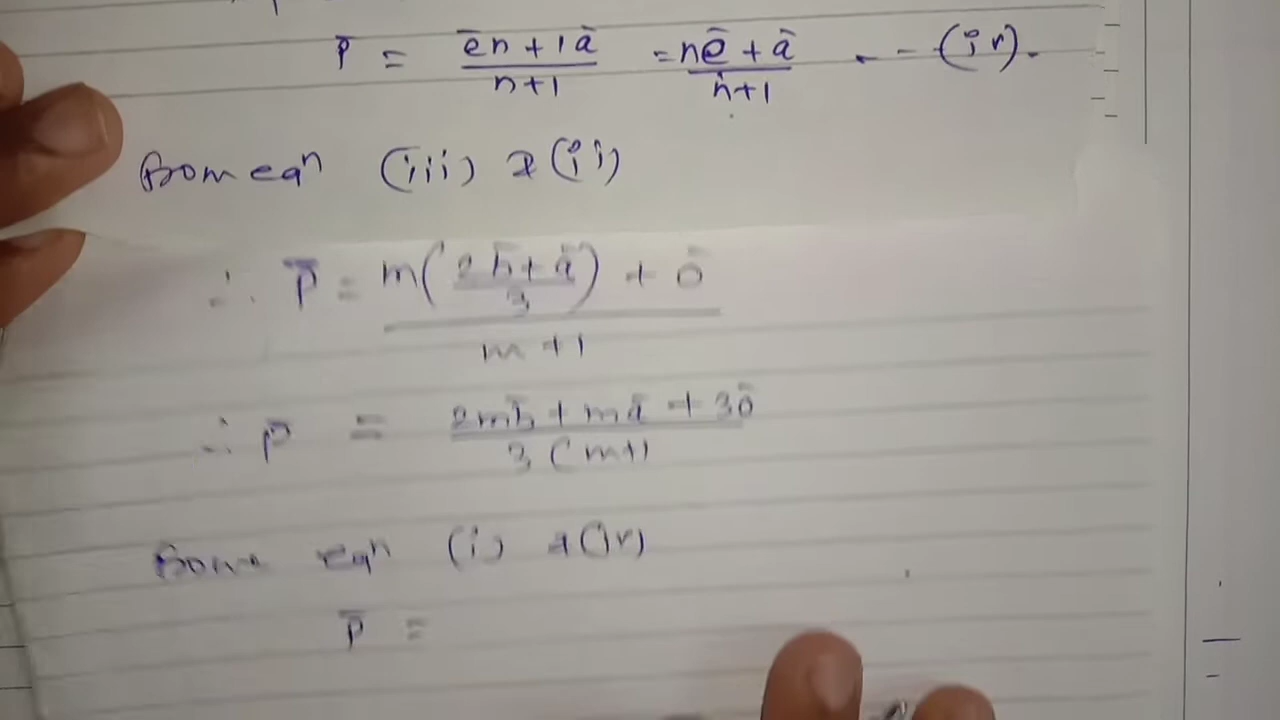 p̄ = (ēn + 1ā)/(n+1) = (nē + ā)/(n+1) -- (iv).
from eqn (iii) & (ii)
∴ p̄ = (m((2b̄ + ā)/3) + ō)/(m+1)
∴ p̄ = (2mb̄ + mā + 3ō)/3(m+1
from eqn (i) & (iv)
p̄ =